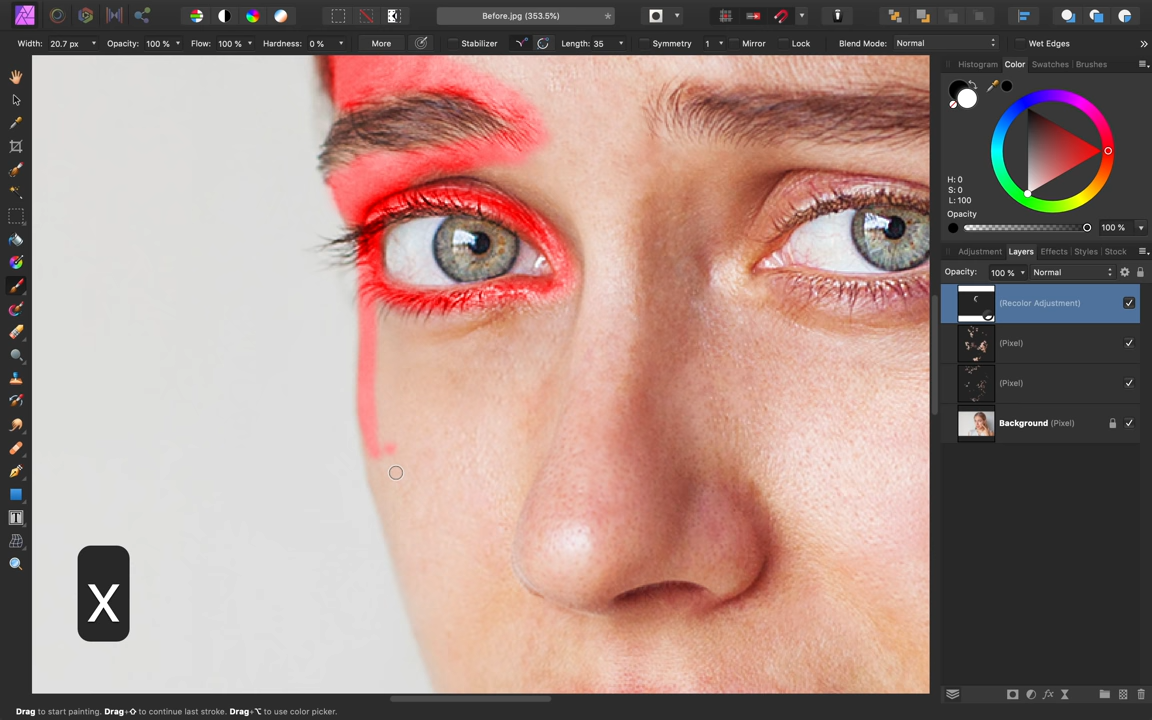 Before.jpg (353.5%)
Width: 20.7 px Opacity: 100 % Flow: 100 % Hardness: 0 % More Stabilizer Length: 35 Symmetry 1 Mirror Lock Blend Mode: Normal Wet Edges
Histogram Color Swatches Brushes
H: 0
S: 0
L: 100
Opacity
100 %
Adjustment Layers Effects Styles Stock
Opacity: 100 % Normal
(Recolor Adjustment)
(Pixel)
(Pixel)
Background (Pixel)
X
Drag to start painting. Drag+⇧ to continue last stroke. Drag+⌥ to use color picker.